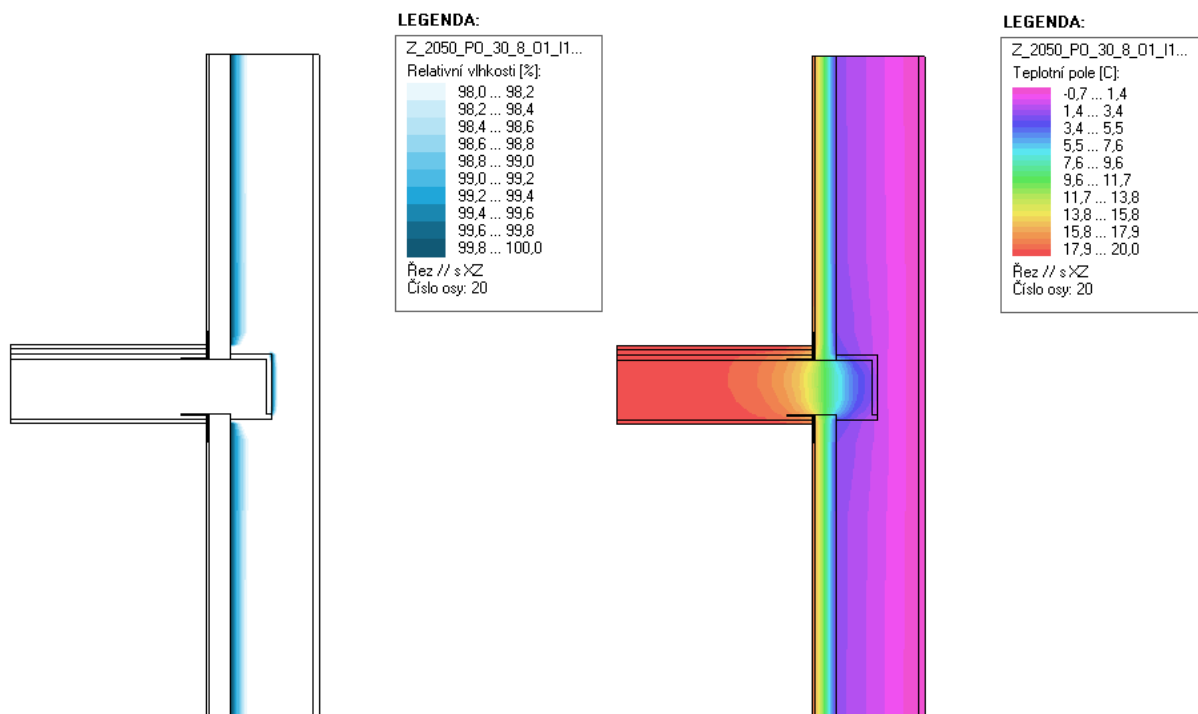 LEGENDA:
Z_2050_PO_30_8_O1_I1...
Relativní vlhkosti [%]:
98,0 ... 98,2
98,2 ... 98,4
98,4 ... 98,6
98,6 ... 98,8
98,8 ... 99,0
99,0 ... 99,2
99,2 ... 99,4
99,4 ... 99,6
99,6 ... 99,8
99,8 ... 100,0
Řez // s XZ
Číslo osy: 20
LEGENDA:
Z_2050_PO_30_8_O1_I1...
Teplotní pole [C]:
-0,7 ... 1,4
1,4 ... 3,4
3,4 ... 5,5
5,5 ... 7,6
7,6 ... 9,6
9,6 ... 11,7
11,7 ... 13,8
13,8 ... 15,8
15,8 ... 17,9
17,9 ... 20,0
Řez // s XZ
Číslo osy: 20